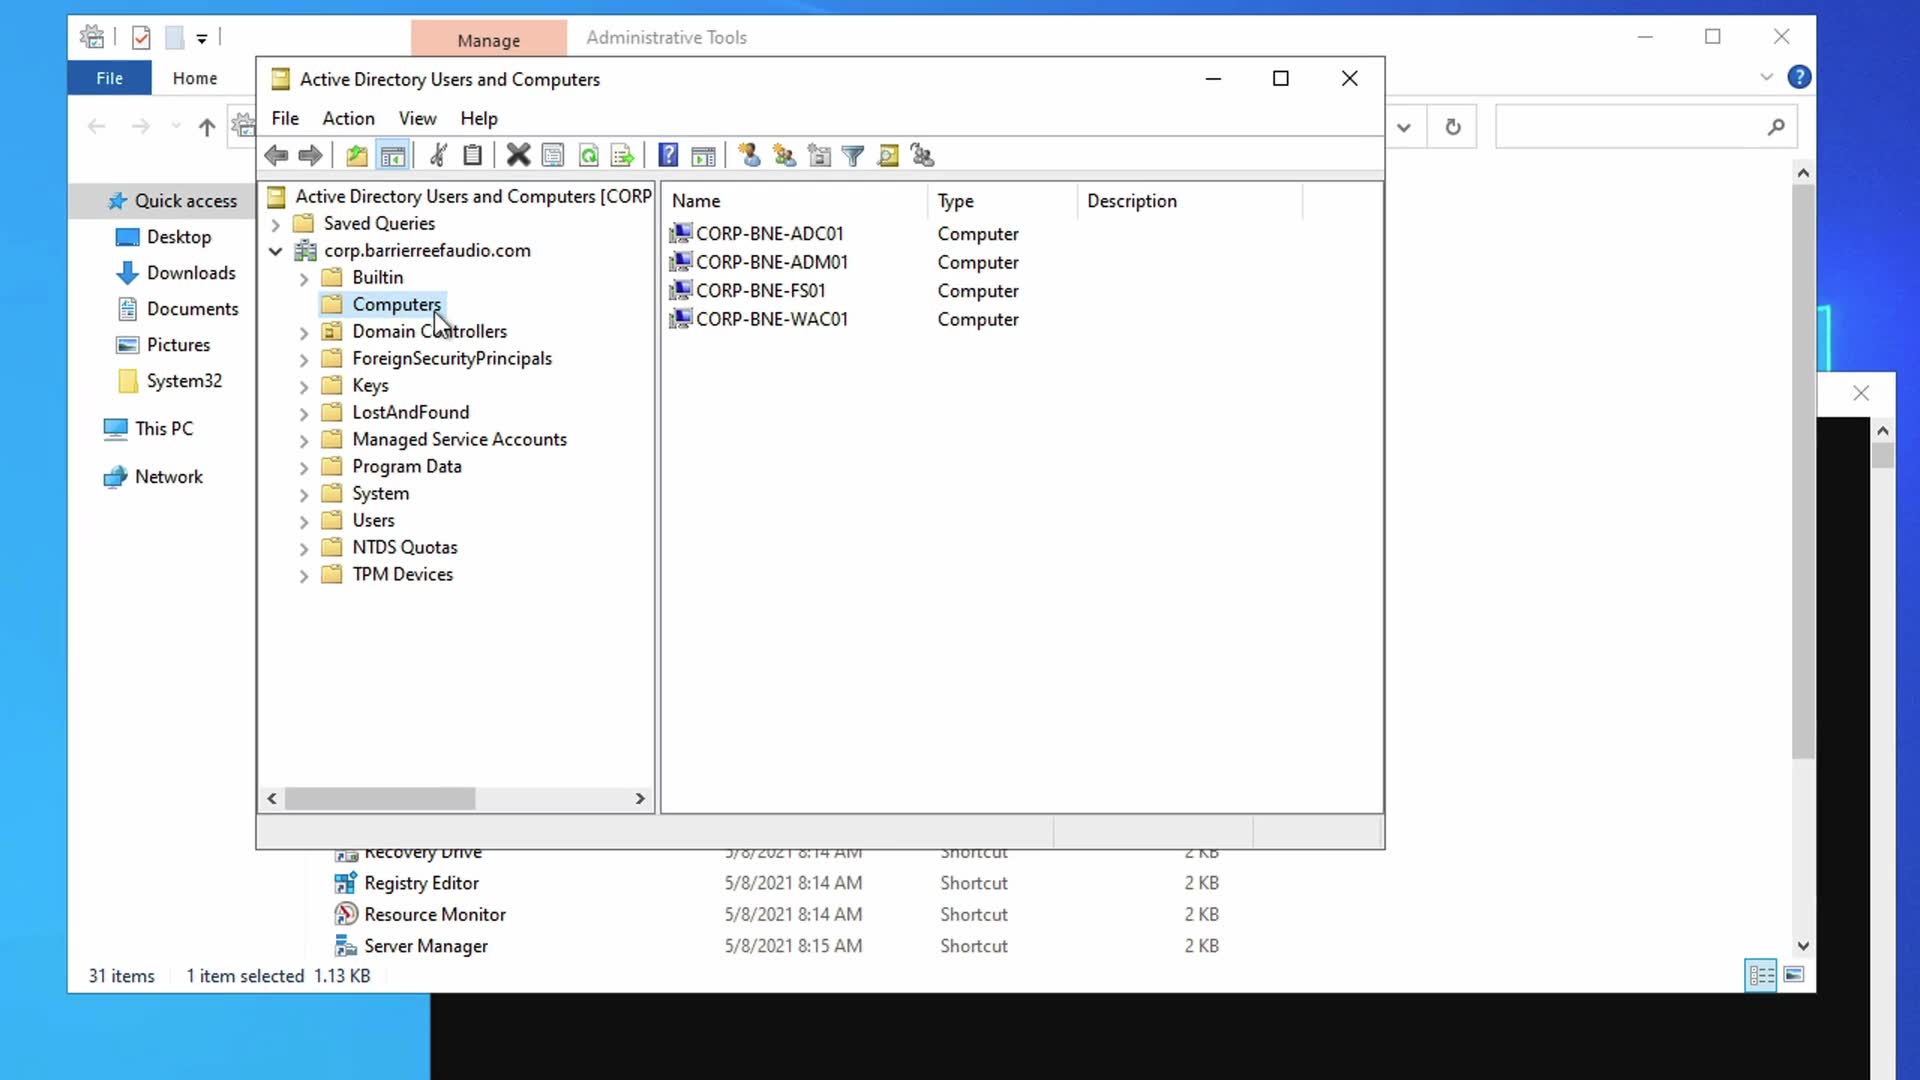 Manage
Administrative Tools
File
Home
Active Directory Users and Computers
File Action View Help
Quick access
Desktop
Downloads
Documents
Pictures
System32
This PC
Network
Active Directory Users and Computers [CORP
Saved Queries
corp.barrierreefaudio.com
Builtin
Computers
Domain Controllers
ForeignSecurityPrincipals
Keys
LostAndFound
Managed Service Accounts
Program Data
System
Users
NTDS Quotas
TPM Devices
Name Type Description
CORP-BNE-ADC01 Computer
CORP-BNE-ADM01 Computer
CORP-BNE-FS01 Computer
CORP-BNE-WAC01 Computer
Recovery Drive 5/8/2021 8:14 AM Shortcut 2 KB
Registry Editor 5/8/2021 8:14 AM Shortcut 2 KB
Resource Monitor 5/8/2021 8:14 AM Shortcut 2 KB
Server Manager 5/8/2021 8:15 AM Shortcut 2 KB
31 items 1 item selected 1.13 KB